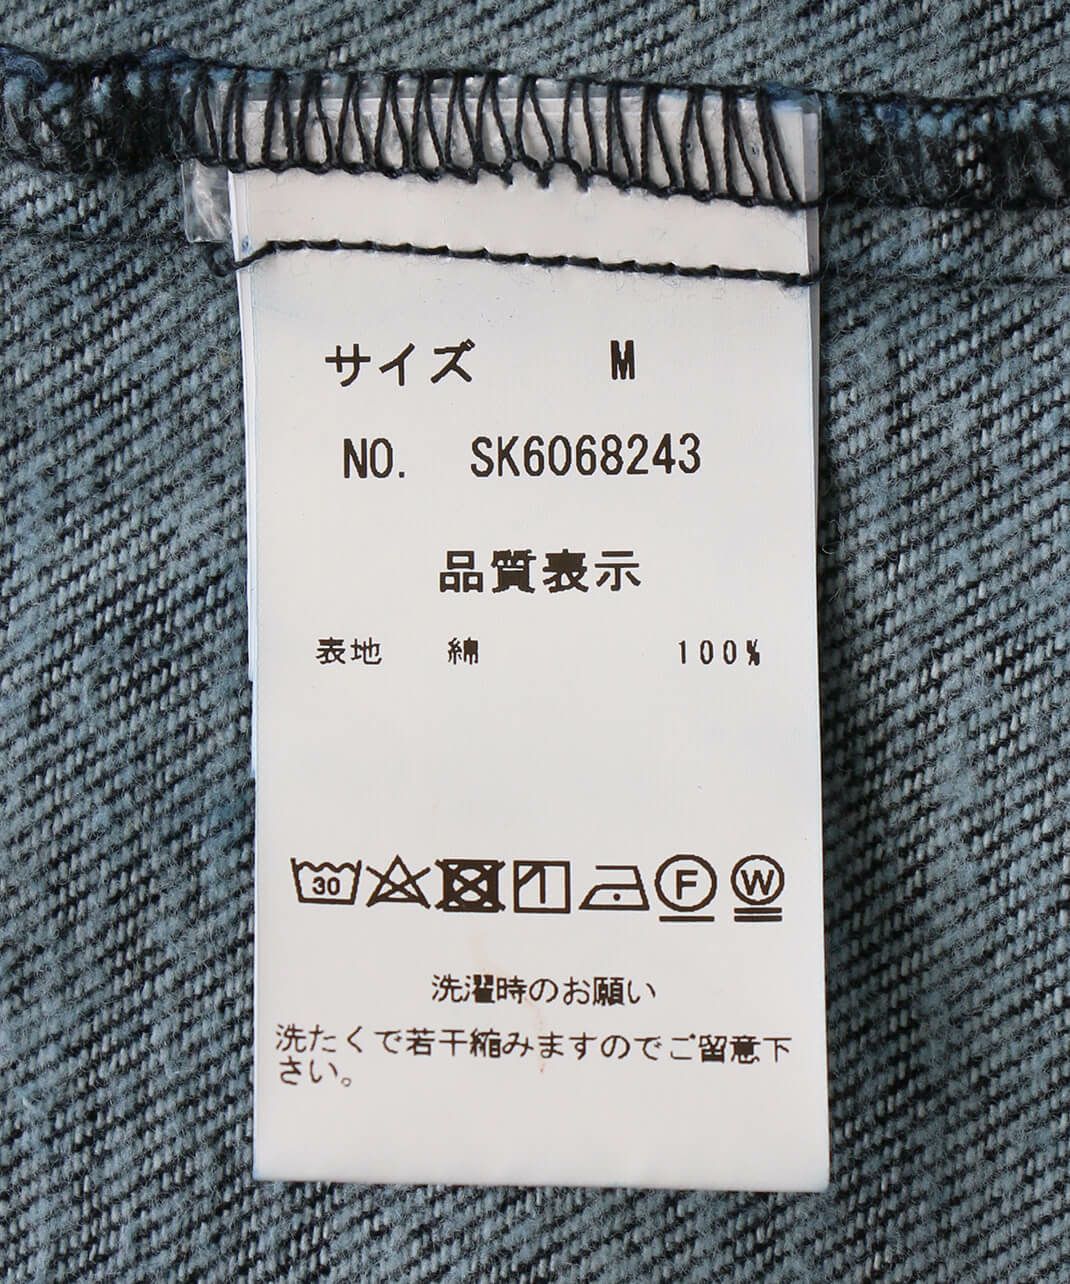 サイズ M
NO. SK6068243
品質表示
表地 綿 100%
30 F W
洗濯時のお願い
洗たくで若干縮みますのでご留意下
さい。